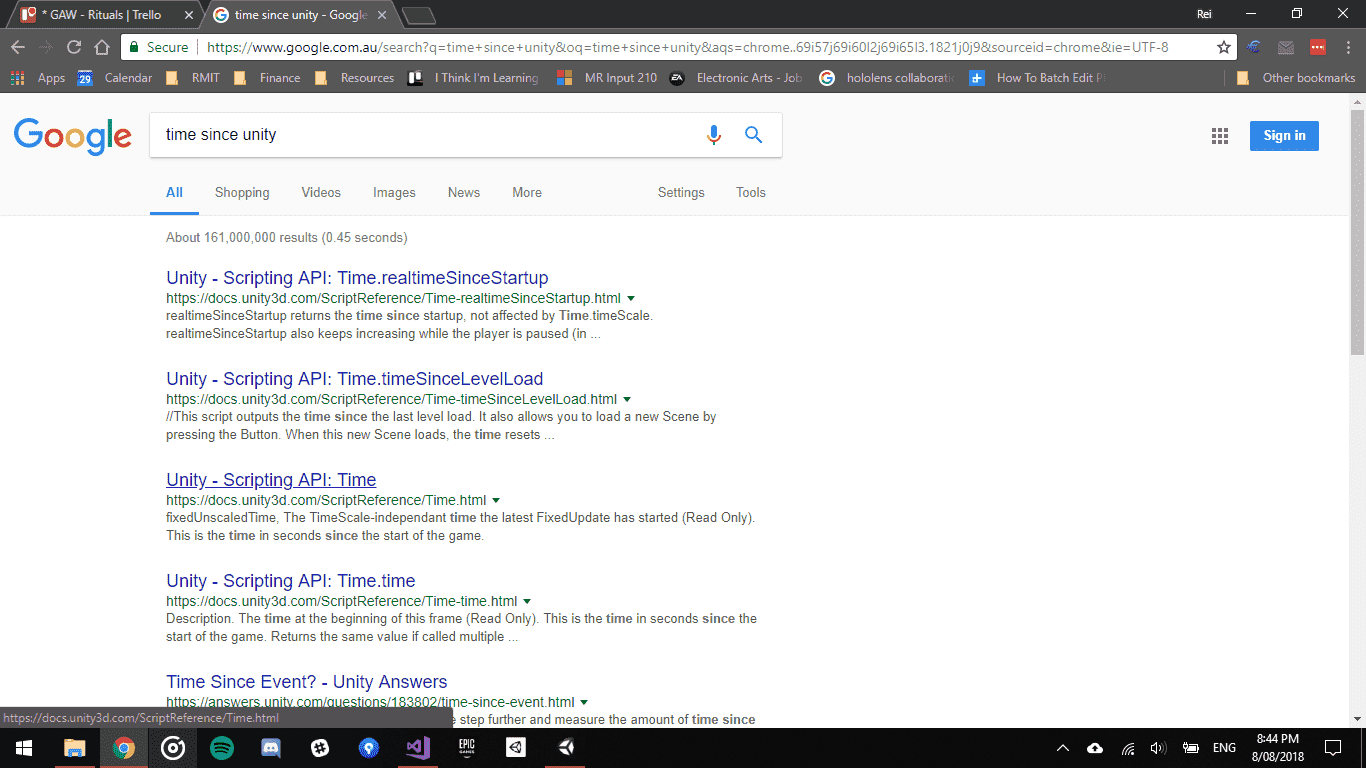 * GAW - Rituals | Trello
time since unity - Google
Rei
Secure
https://www.google.com.au/search?q=time+since+unity&oq=time+since+unity&aqs=chrome..69i57j69i60l2j69i65l3.1821j0j9&sourceid=chrome&ie=UTF-8
Apps
29
Calendar
RMIT
Finance
Resources
I Think I'm Learning
MR Input 210
EA
Electronic Arts - Job
hololens collaborati
How To Batch Edit P
Other bookmarks
Google
time since unity
Sign in
All
Shopping
Videos
Images
News
More
Settings
Tools
About 161,000,000 results (0.45 seconds)
Unity - Scripting API: Time.realtimeSinceStartup
https://docs.unity3d.com/ScriptReference/Time-realtimeSinceStartup.html
realtimeSinceStartup returns the time since startup, not affected by Time.timeScale.
realtimeSinceStartup also keeps increasing while the player is paused (in ...
Unity - Scripting API: Time.timeSinceLevelLoad
https://docs.unity3d.com/ScriptReference/Time-timeSinceLevelLoad.html
//This script outputs the time since the last level load. It also allows you to load a new Scene by
pressing the Button. When this new Scene loads, the time resets ...
Unity - Scripting API: Time
https://docs.unity3d.com/ScriptReference/Time.html
fixedUnscaledTime, The TimeScale-independant time the latest FixedUpdate has started (Read Only).
This is the time in seconds since the start of the game.
Unity - Scripting API: Time.time
https://docs.unity3d.com/ScriptReference/Time-time.html
Description. The time at the beginning of this frame (Read Only). This is the time in seconds since the
start of the game. Returns the same value if called multiple ...
Time Since Event? - Unity Answers
https://answers.unity.com/questions/183802/time-since-event.html
https://docs.unity3d.com/ScriptReference/Time.html
step further and measure the amount of time since
EPIC
GAMES
ENG
8:44 PM
8/08/2018